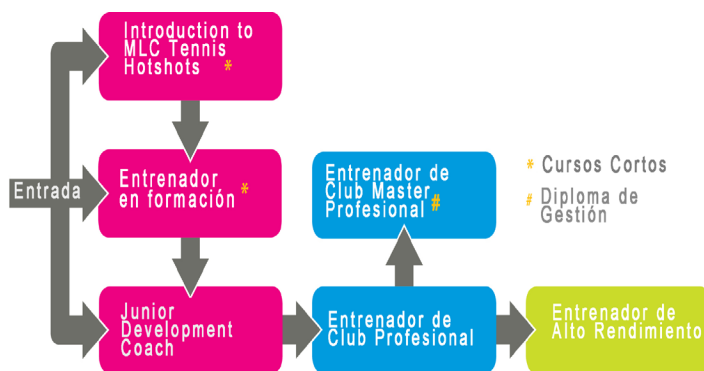 Introduction to
MLC Tennis
Hotshots *
Entrada
Entrenador
en formación *
Entrenador de
Club Master
Profesional #
* Cursos Cortos
# Diploma de
Gestión
Junior
Development
Coach
Entrenador de
Club Profesional
Entrenador de
Alto Rendimiento